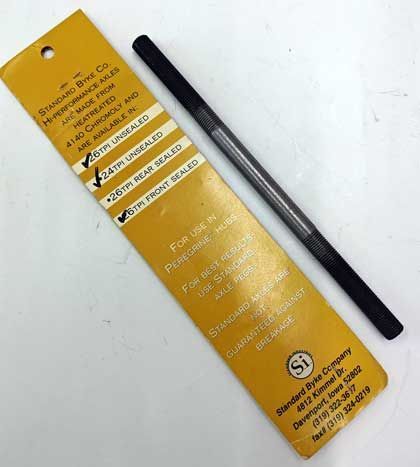 STANDARD BYKE CO.
HI-PERFORMANCE AXLES
ARE MADE FROM
HEATREATED
4140 CHROMOLY AND
ARE AVAILABLE IN:
26TPI UNSEALED
24TPI UNSEALED
•26TPI REAR SEALED
26TPI FRONT SEALED
FOR USE IN
PEREGRINE HUBS
FOR BEST RESULTS
USE STANDARD
AXLE PEGS!
STANDARD AXLES ARE
NOT
GUARANTEED AGAINST
BREAKAGE
Si
Standard Byke Company
4812 Kimmel Dr.
Davenport, Iowa 52802
(319)
fax# (319) 324-0219